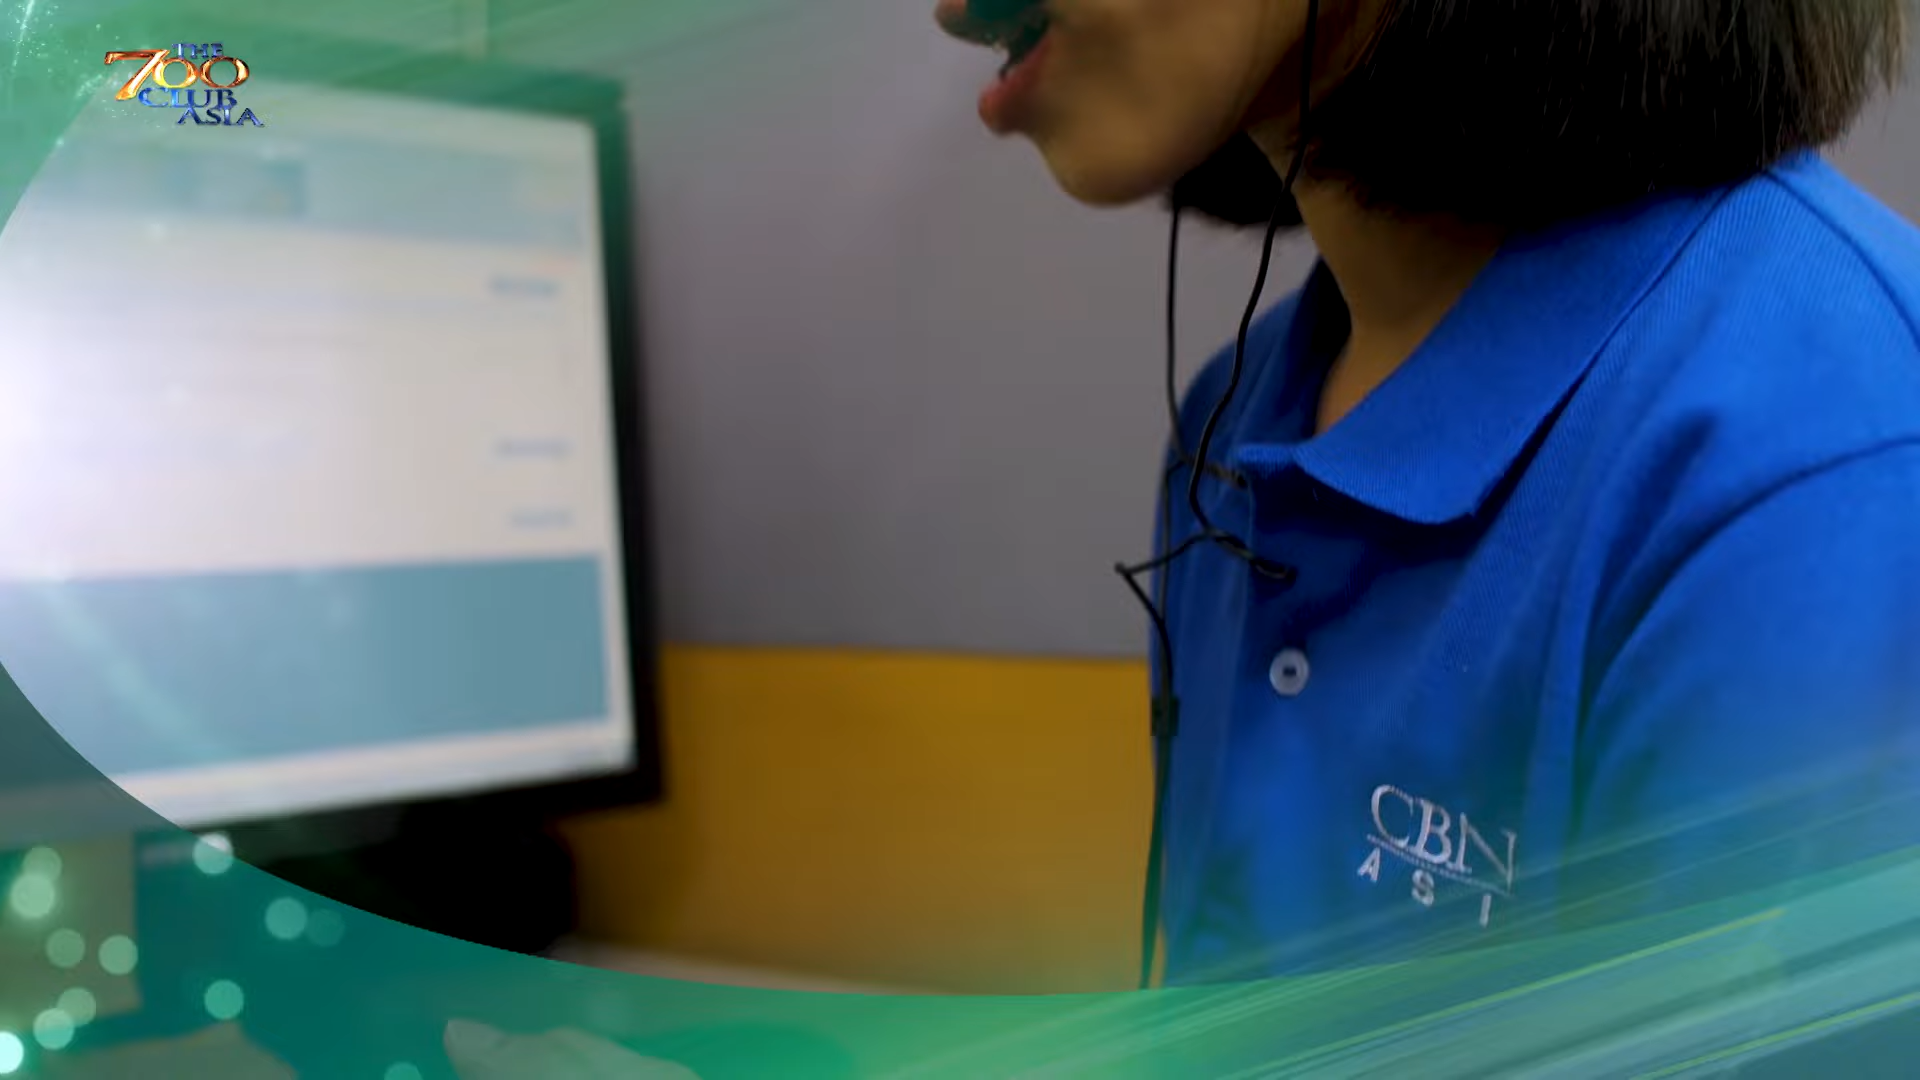 THE
700
CLUB
ASIA
CBN
ASI